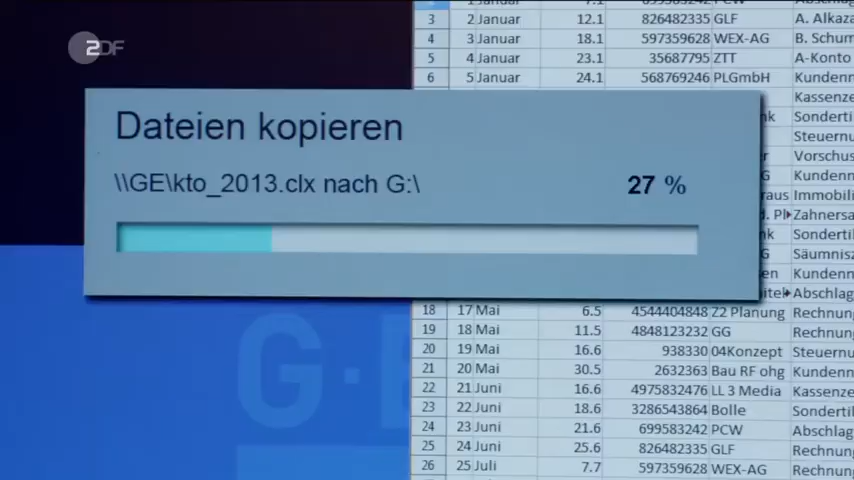 ZDF
3 2 Januar 12.1 826482335 GLF A. Alkaza
4 3 Januar 18.1 597359628 WEX-AG B. Schum
5 4 Januar 23.1 35687795 ZTT A-Konto
6 5 Januar 24.1 568769246 PLGmbH Kundenn
Kassenze
Sonderti
Steuernu
Vorschus
Kundenn
raus Immobili
d. Pl Zahnersa
Sonderti
Säumnisz
Kundenn
Abschlag
Dateien kopieren
\\GE\kto_2013.clx nach G:\ 27 %
18 17 Mai 6.5 4544404848 Z2 Planung Rechnung
19 18 Mai 11.5 4848123232 GG Rechnun
20 19 Mai 16.6 938330 04Konzept Steuernu
21 20 Mai 30.5 2632363 Bau RF ohg Kundenn
22 21 Juni 16.6 4975832476 LL 3 Media Kassenze
23 22 Juni 18.6 3286543864 Bolle Sonderti
24 23 Juni 21.6 699583242 PCW Abschlag
25 24 Juni 25.6 826482335 GLF Rechnung
26 25 Juli 7.7 597359628 WEX-AG Rechnung
G·E